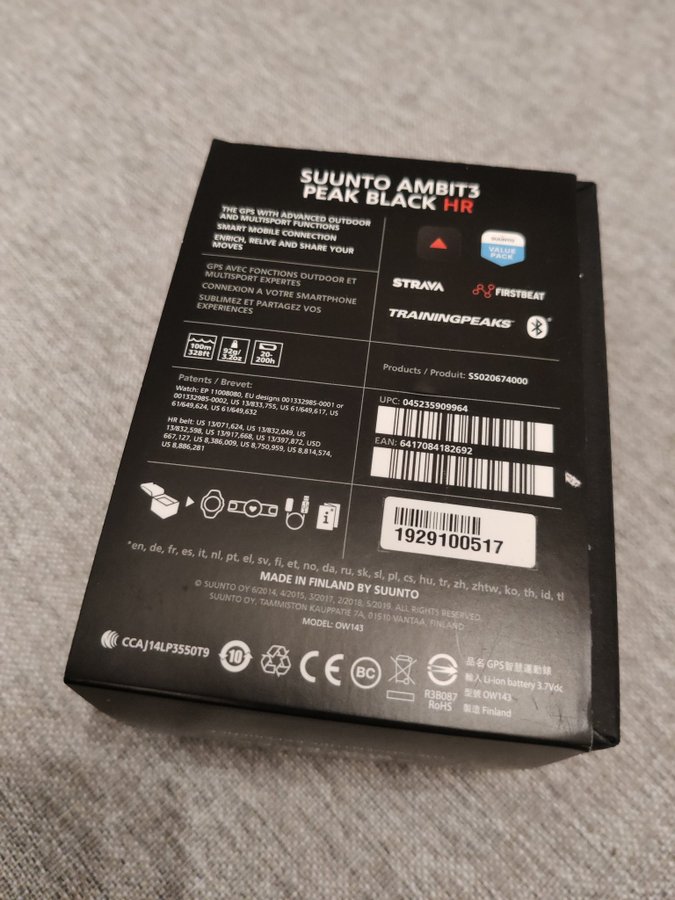 SUUNTO AMBIT3
PEAK BLACK HR
THE GPS WITH ADVANCED OUTDOOR
AND MULTISPORT FUNCTIONS
SMART MOBILE CONNECTION
ENRICH, RELIVE AND SHARE YOUR
MOVES
GPS AVEC FONCTIONS OUTDOOR ET
MULTISPORT EXPERTES
CONNEXION A VOTRE SMARTPHONE
SUBLIMEZ ET PARTAGEZ VOS
EXPERIENCES
SUUNTO
VALUE
PACK
STRAVA
FIRSTBEAT
TRAININGPEAKS
100m
328ft
92g/
3.2oz
20-
200h
Products / Produit: SS020674000
Patents / Brevet:
Watch: EP 11008080, EU designs 001332985-0001 or
001332985-0002, US 13/833,755, US 61/649,617, US
61/649,624, US 61/649,632
HR belt: US 13/071,624, US 13/832,049, US
13/832,598, US 13/917,668, US 13/397,872, USD
667,127, US 8,386,009, US 8,750,959, US 8,814,574,
US 8,886,281
UPC: 045235909964
EAN: 6417084182692
1929100517
*en, de, fr, es, it, nl, pt, el, sv, fi, et, no, da, ru, sk, sl, pl, cs, hu, tr, zh, zhtw, ko, th, id, tl
MADE IN FINLAND BY SUUNTO
© SUUNTO OY 6/2014, 4/2015, 3/2017, 2/2018, 5/2019. ALL RIGHTS RESERVED.
SUUNTO OY, TAMMISTON KAUPPATIE 7A, 01510 VANTAA, FINLAND
MODEL: OW143
CCAJ14LP3550T9
10
CE
BC
R3B087
RoHS
品名 GPS智慧運動錶
輸入 Li-ion battery 3.7Vdc
型號 OW143
製造 Finland